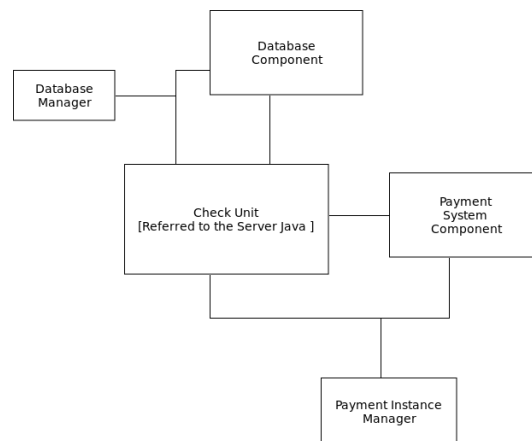 Database
Component
Database
Manager
Check Unit
[Referred to the Server Java ]
Payment
System
Component
Payment Instance
Manager